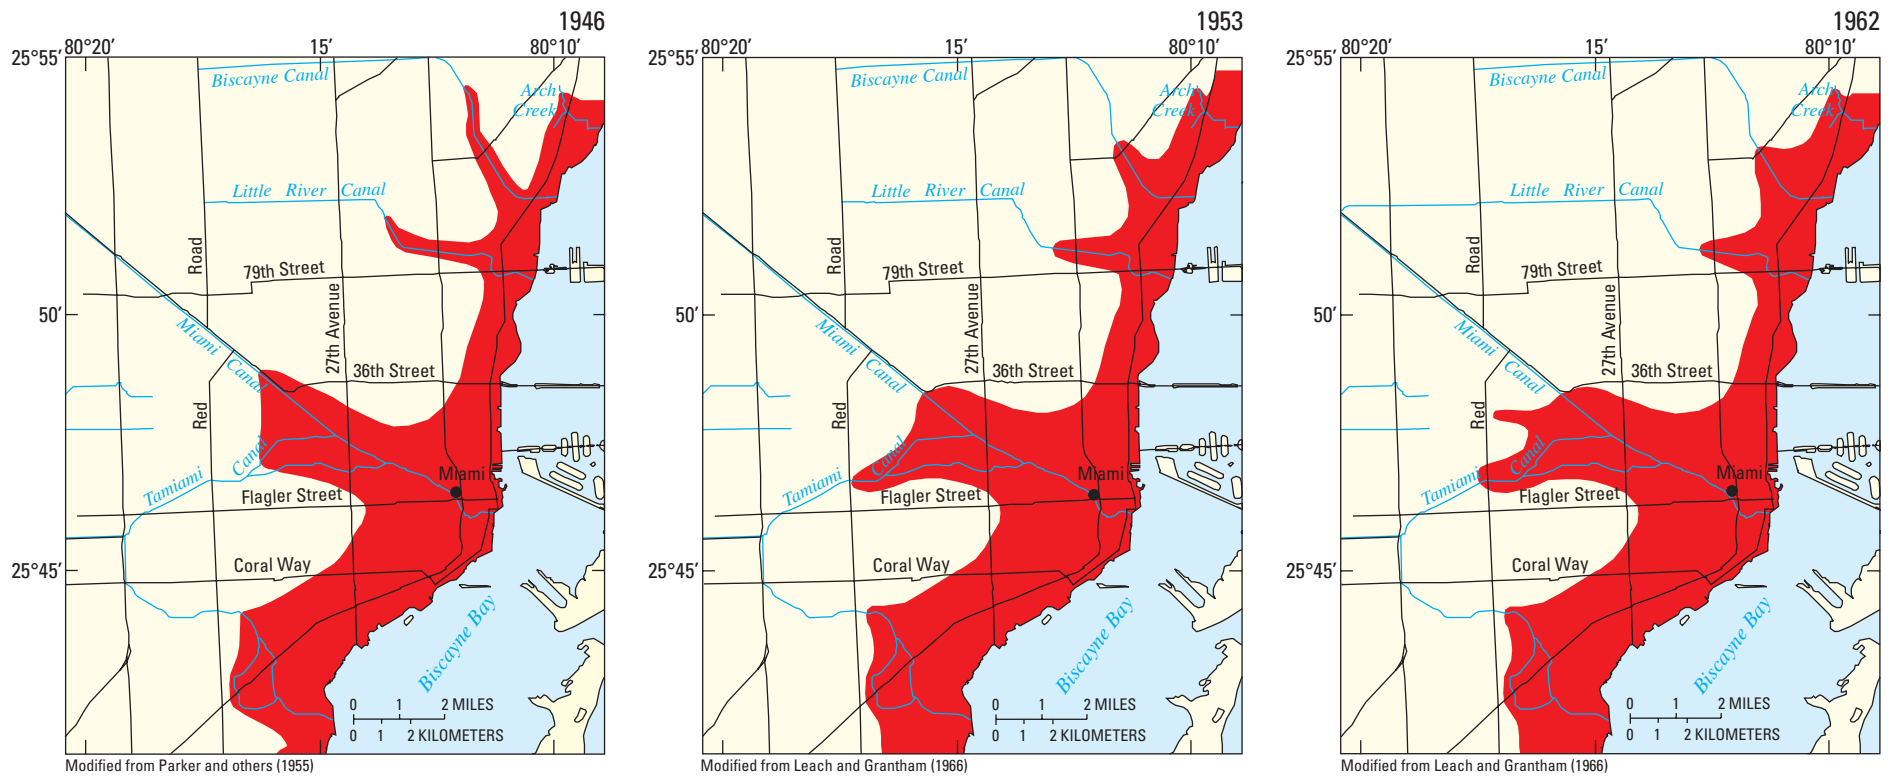 1946
80°20′ 15′ 80°10′
25°55′
Biscayne Canal
Arch
Creek
Little River Canal
Road
79th Street
50′
Miami Canal
27th Avenue
36th Street
Red
Tamiami Canal
Miami
Flagler Street
Coral Way
25°45′
Biscayne Bay
0 1 2 MILES
0 1 2 KILOMETERS
Modified from Parker and others (1955)
1953
80°20′ 15′ 80°10′
25°55′
Biscayne Canal
Arch
Creek
Little River Canal
Road
79th Street
50′
Miami Canal
27th Avenue
36th Street
Red
Tamiami Canal
Miami
Flagler Street
Coral Way
25°45′
Biscayne Bay
0 1 2 MILES
0 1 2 KILOMETERS
Modified from Leach and Grantham (1966)
1962
80°20′ 15′ 80°10′
25°55′
Biscayne Canal
Arch
Creek
Little River Canal
Road
79th Street
50′
Miami Canal
27th Avenue
36th Street
Red
Tamiami Canal
Miami
Flagler Street
Coral Way
25°45′
Biscayne Bay
0 1 2 MILES
0 1 2 KILOMETERS
Modified from Leach and Grantham (1966)